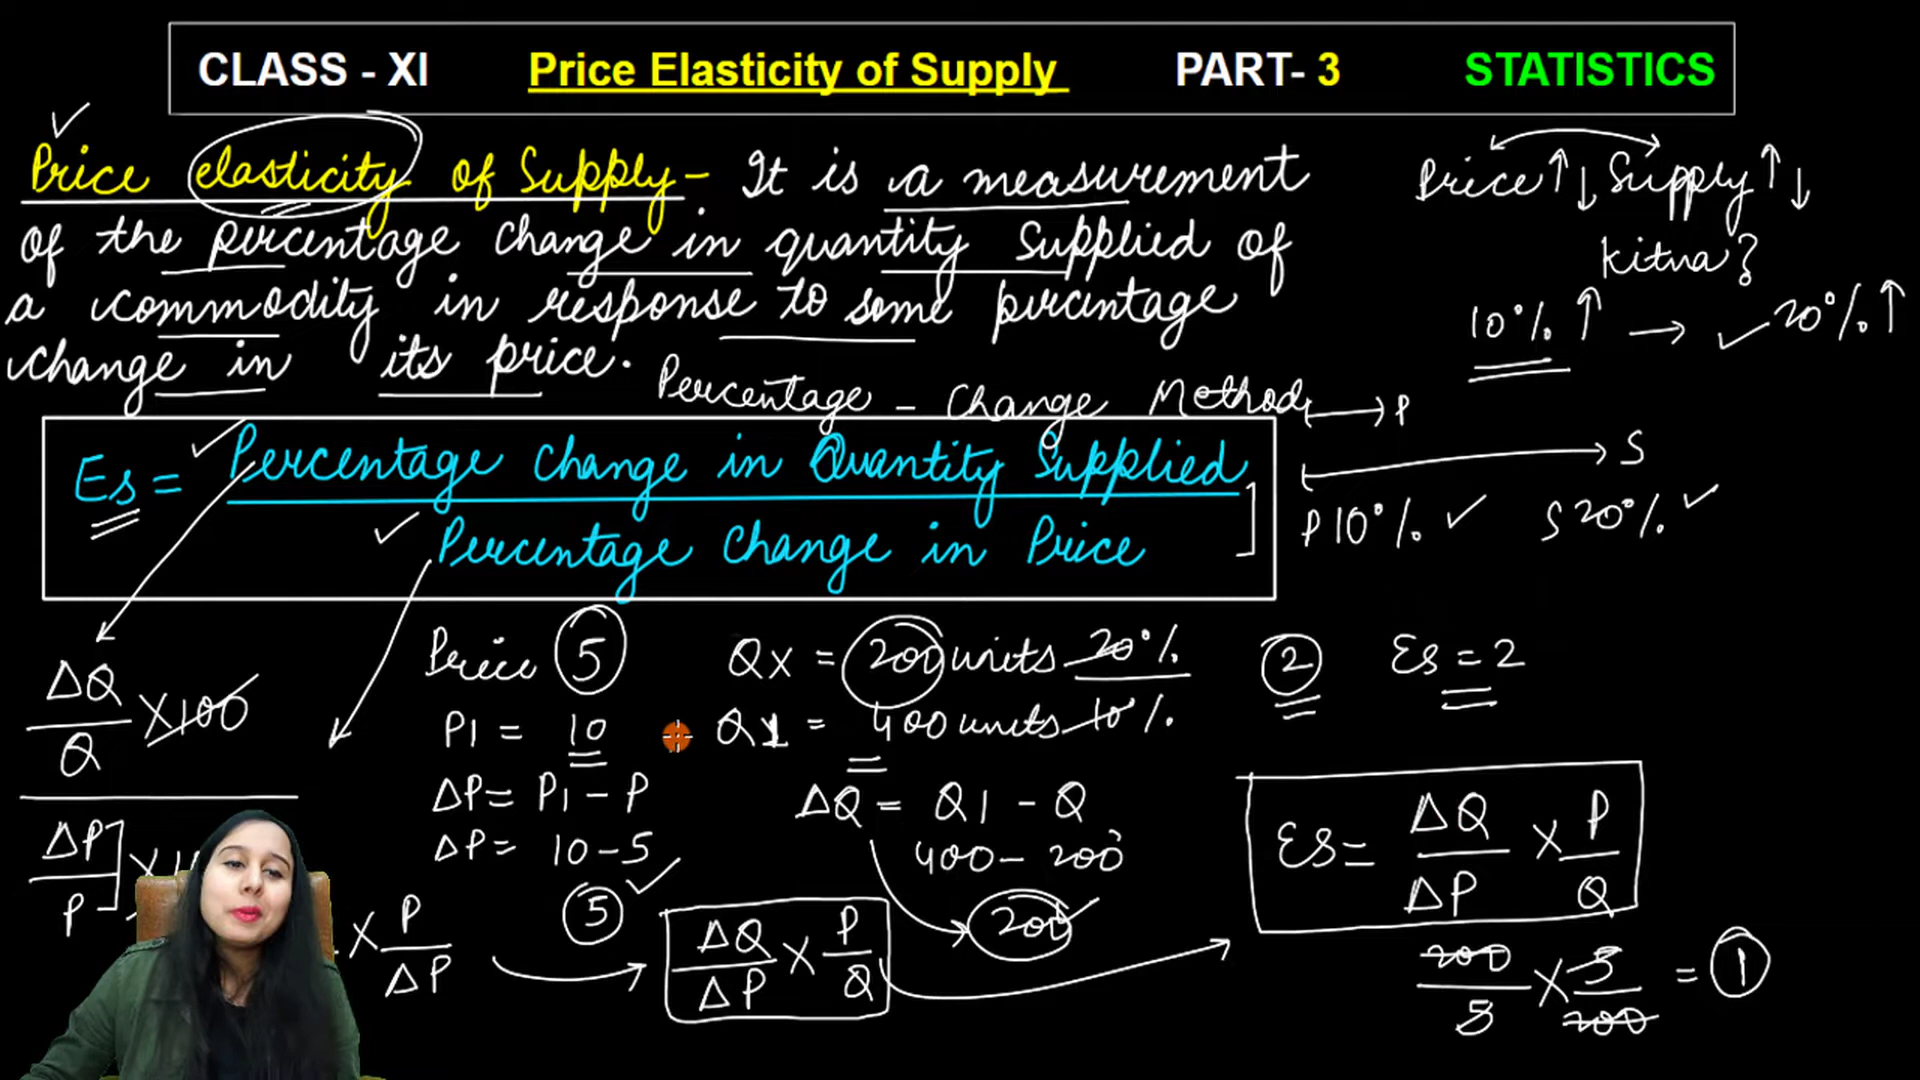 CLASS - XI Price Elasticity of Supply PART- 3 STATISTICS
Price elasticity of Supply - It is a measurement
of the percentage change in quantity Supplied of
a commodity in response to some percentage
change in its price.
Price ↑ ↓ Supply ↑ ↓
Kitna?
10% ↑ → 20% ↑
Percentage - Change Method
Es = Percentage Change in Quantity Supplied
Percentage Change in Price
P
S
P 10% S 20%
ΔQ
Q
X 100
ΔP
P
Price 5
P1 = 10
ΔP = P1 - P
ΔP = 10 - 5
5
QX = 200 units
Q1 = 400 units
20%
10%
2 Es = 2
ΔQ = Q1 - Q
400 - 200
200
X P
ΔP
ΔQ X P
ΔP Q
Es = ΔQ X P
ΔP Q
200 X 5 = 1
5 200